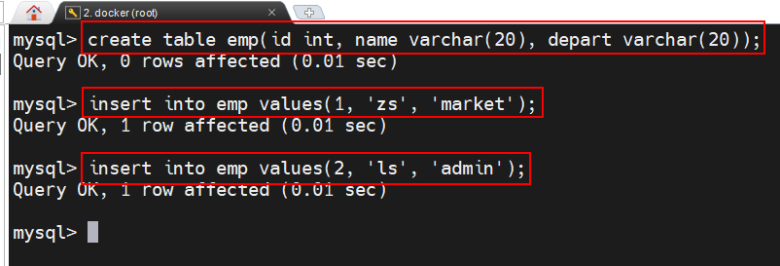 2. docker (root)
mysql> create table emp(id int, name varchar(20), depart varchar(20));
Query OK, 0 rows affected (0.01 sec)
mysql> insert into emp values(1, 'zs', 'market');
Query OK, 1 row affected (0.01 sec)
mysql> insert into emp values(2, 'ls', 'admin');
Query OK, 1 row affected (0.01 sec)
mysql>